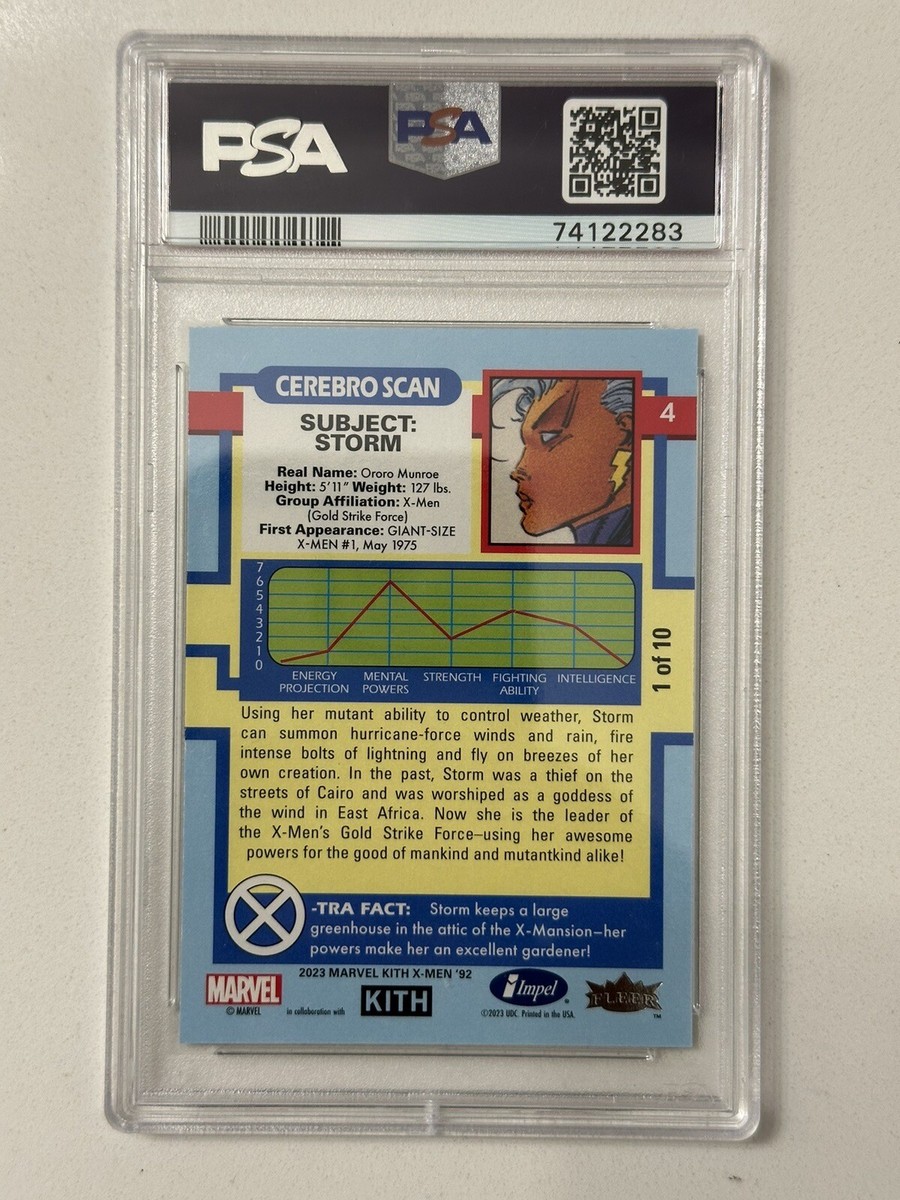 PSA
PSA
74122283
CEREBRO SCAN
4
SUBJECT:
STORM
Real Name: Ororo Munroe
Height: 5'11" Weight: 127 lbs.
Group Affiliation: X-Men
(Gold Strike Force)
First Appearance: GIANT-SIZE
X-MEN #1, May 1975
7
6
5
4
3
2
1
0
ENERGY
PROJECTION
MENTAL
POWERS
STRENGTH
FIGHTING
ABILITY
INTELLIGENCE
1 of 10
Using her mutant ability to control weather, Storm
can summon hurricane-force winds and rain, fire
intense bolts of lightning and fly on breezes of her
own creation. In the past, Storm was a thief on the
streets of Cairo and was worshiped as a goddess of
the wind in East Africa. Now she is the leader of
the X-Men's Gold Strike Force–using her awesome
powers for the good of mankind and mutantkind alike!
-TRA FACT: Storm keeps a large
greenhouse in the attic of the X-Mansion–her
powers make her an excellent gardener!
2023 MARVEL KITH X-MEN '92
MARVEL
© MARVEL
in collaboration with
KITH
Impel®
©2023 UDC. Printed in the USA.
FLEER™